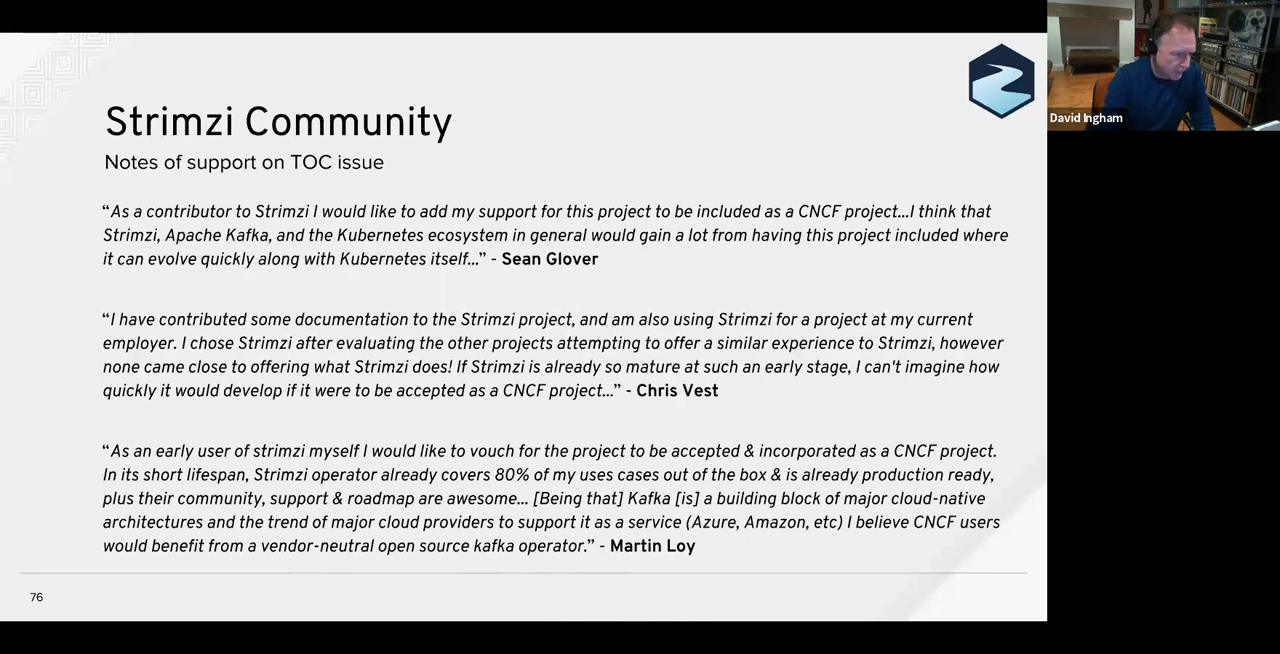 Strimzi Community
Notes of support on TOC issue
“As a contributor to Strimzi I would like to add my support for this project to be included as a CNCF project...I think that
Strimzi, Apache Kafka, and the Kubernetes ecosystem in general would gain a lot from having this project included where
it can evolve quickly along with Kubernetes itself...” - Sean Glover
“I have contributed some documentation to the Strimzi project, and am also using Strimzi for a project at my current
employer. I chose Strimzi after evaluating the other projects attempting to offer a similar experience to Strimzi, however
none came close to offering what Strimzi does! If Strimzi is already so mature at such an early stage, I can't imagine how
quickly it would develop if it were to be accepted as a CNCF project...” - Chris Vest
“As an early user of strimzi myself I would like to vouch for the project to be accepted & incorporated as a CNCF project.
In its short lifespan, Strimzi operator already covers 80% of my uses cases out of the box & is already production ready,
plus their community, support & roadmap are awesome... [Being that] Kafka [is] a building block of major cloud-native
architectures and the trend of major cloud providers to support it as a service (Azure, Amazon, etc) I believe CNCF users
would benefit from a vendor-neutral open source kafka operator.” - Martin Loy
76
David Ingham